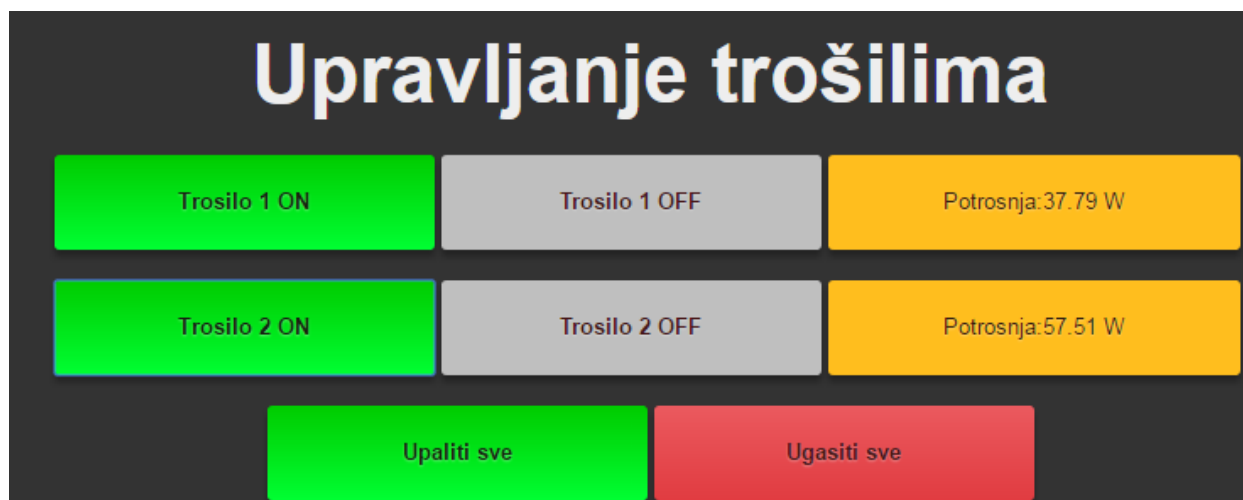 Upravljanje trošilima
Trosilo 1 ON
Trosilo 1 OFF
Potrosnja:37.79 W
Trosilo 2 ON
Trosilo 2 OFF
Potrosnja:57.51 W
Upaliti sve
Ugasiti sve